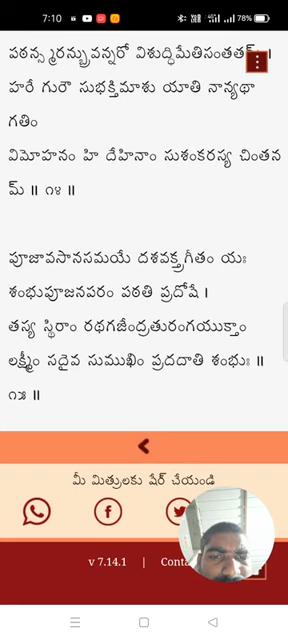 7:10
78%
పఠన్స్మరన్బ్రువన్నరో విశుద్ధిమేతిసంతతమ్ ।
హరే గురౌ సుభక్తిమాశు యాతి నాన్యథా
గతిం
విమోహనం హి దేహినాం సుశంకరస్య చింతన
మ్ ॥ ౧౪ ॥
పూజావసానసమయే దశవక్త్రగీతం యః
శంభుపూజనపరం పఠతి ప్రదోషే ।
తస్య స్థిరాం రథగజేంద్రతురంగయుక్తాం
లక్ష్మీం సదైవ సుముఖిం ప్రదదాతి శంభుః ॥
౧౫ ॥
మీ మిత్రులకు షేర్ చేయండి
v 7.14.1 | Conta